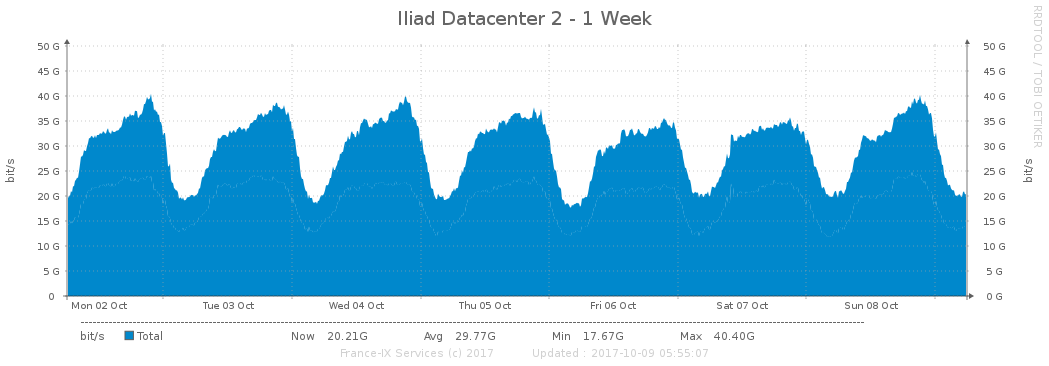 Iliad Datacenter 2 - 1 Week
RRDTOOL / TOBI OETIKER
bit/s
bit/s
50 G 50 G
45 G 45 G
40 G 40 G
35 G 35 G
30 G 30 G
25 G 25 G
20 G 20 G
15 G 15 G
10 G 10 G
5 G 5 G
0 0 G
Mon 02 Oct Tue 03 Oct Wed 04 Oct Thu 05 Oct Fri 06 Oct Sat 07 Oct Sun 08 Oct
bit/s Total Now 20.21G Avg 29.77G Min 17.67G Max 40.40G
France-IX Services (c) 2017 Updated : 2017-10-09 05:55:07